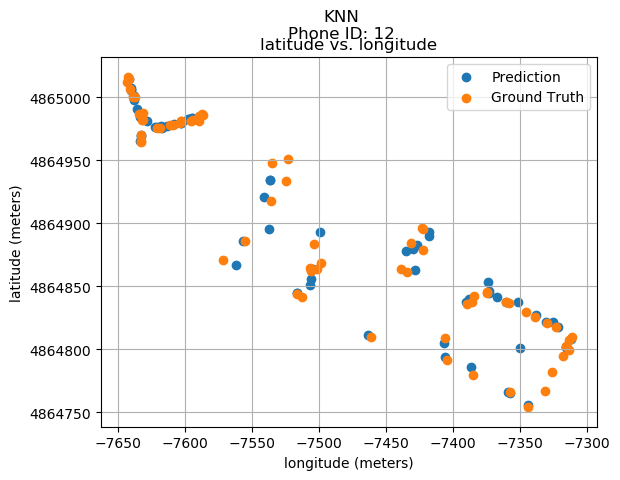 KNN
Phone ID: 12
latitude vs. longitude
Prediction
Ground Truth
latitude (meters)
4865000
4864950
4864900
4864850
4864800
4864750
−7650 −7600 −7550 −7500 −7450 −7400 −7350 −7300
longitude (meters)